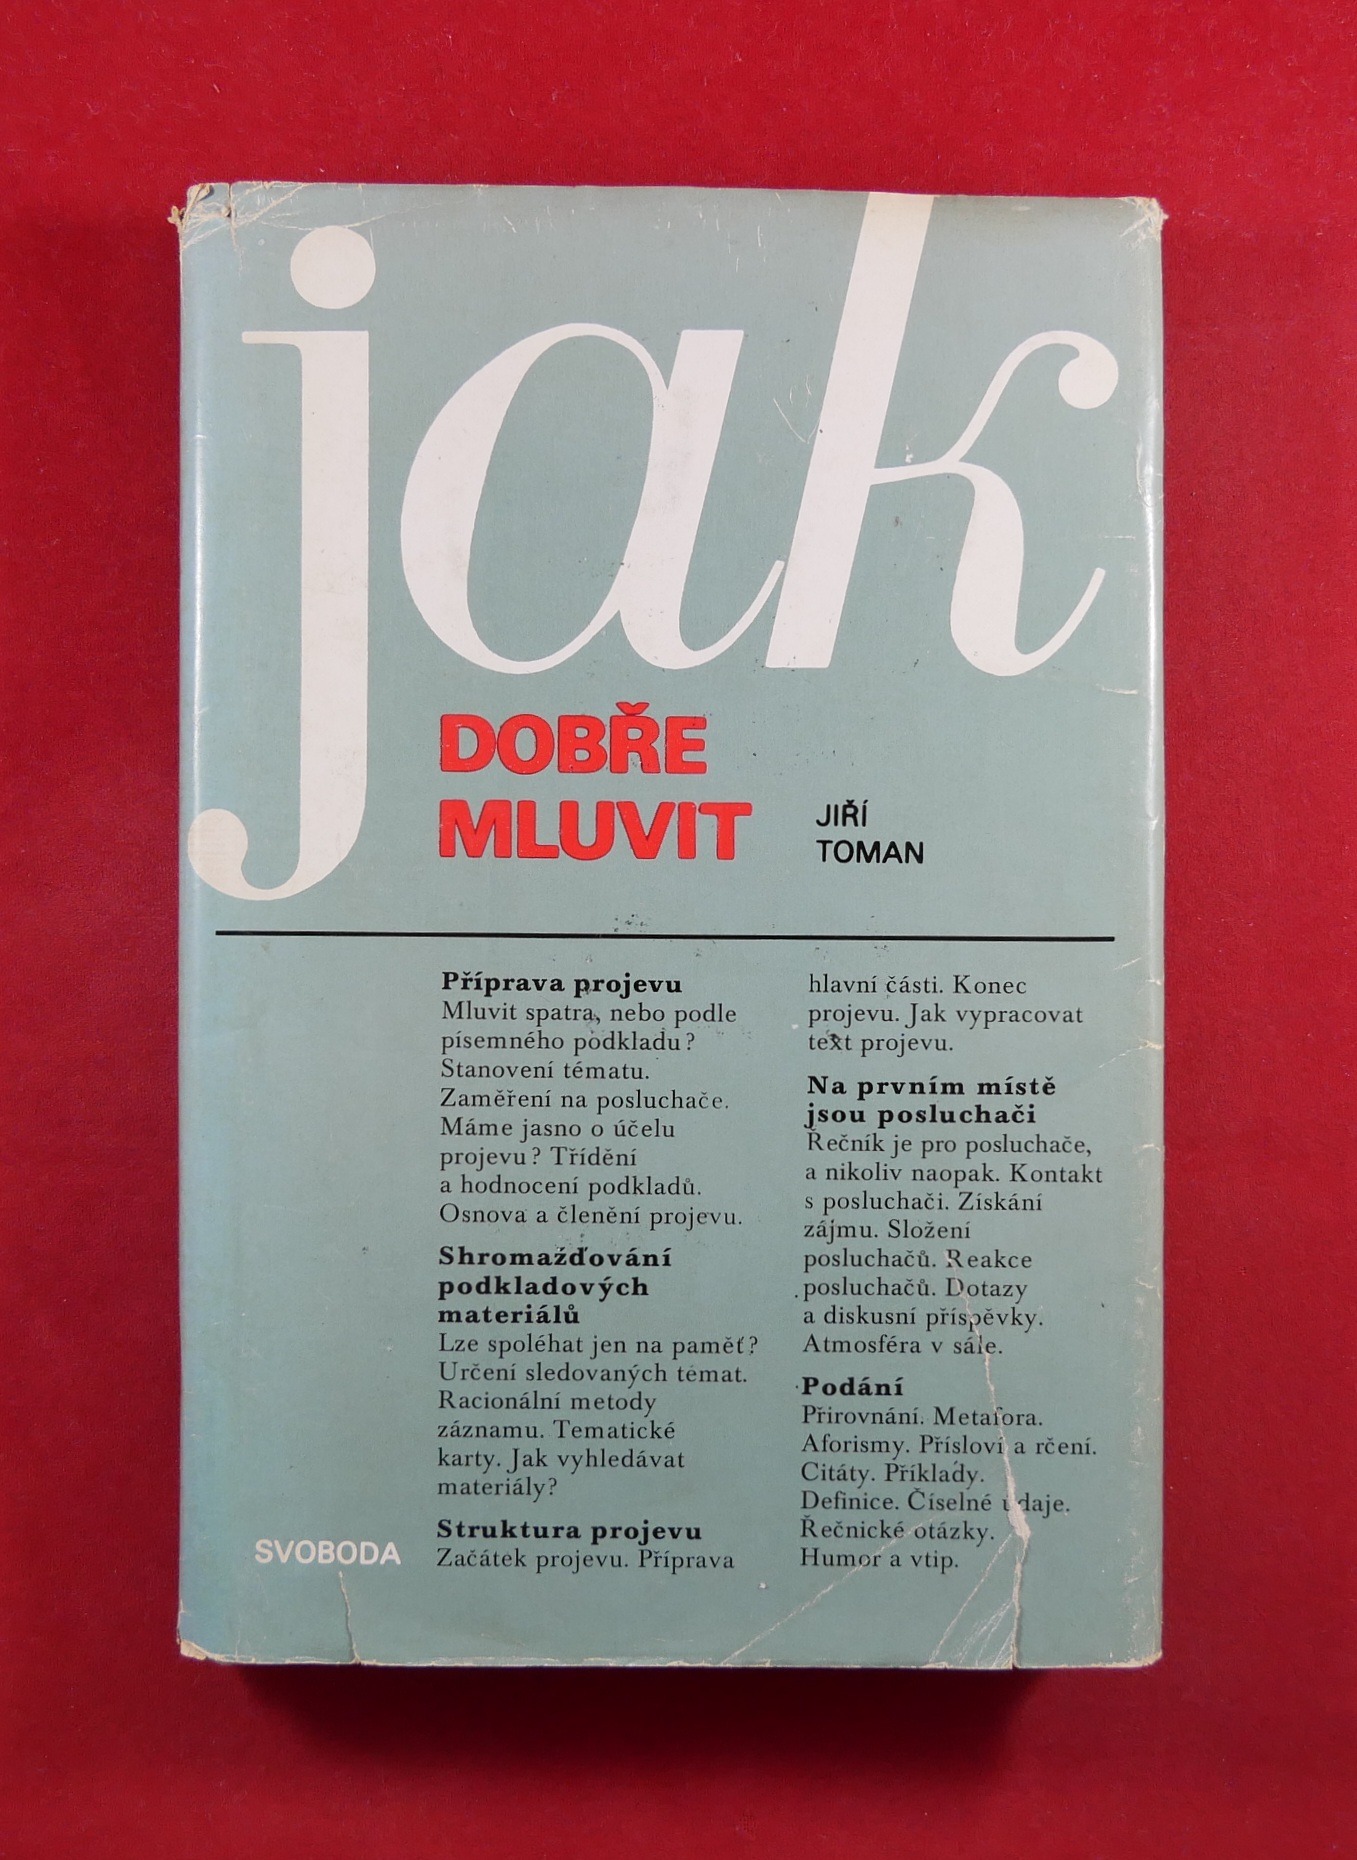 jak
DOBŘE
MLUVIT
JIŘÍ
TOMAN
Příprava projevu
Mluvit spatra, nebo podle
písemného podkladu?
Stanovení tématu.
Zaměření na posluchače.
Máme jasno o účelu
projevu? Třídění
a hodnocení podkladů.
Osnova a členění projevu.
Shromažďování
podkladových
materiálů
Lze spoléhat jen na paměť?
Určení sledovaných témat.
Racionální metody
záznamu. Tematické
karty. Jak vyhledávat
materiály?
Struktura projevu
Začátek projevu. Příprava
hlavní části. Konec
projevu. Jak vypracovat
text projevu.
Na prvním místě
jsou posluchači
Řečník je pro posluchače,
a nikoliv naopak. Kontakt
s posluchači. Získání
zájmu. Složení
posluchačů. Reakce
posluchačů. Dotazy
a diskusní příspěvky.
Atmosféra v sále.
Podání
Přirovnání. Metafora.
Aforismy. Přísloví a rčení.
Citáty. Příklady.
Definice. Číselné údaje.
Řečnické otázky.
Humor a vtip.
SVOBODA